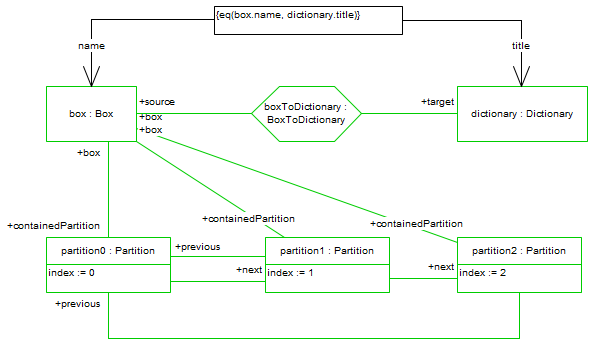 {eq(box.name, dictionary.title)}
name
title
box : Box
+source
+box
+box
boxToDictionary :
BoxToDictionary
+target
dictionary : Dictionary
+box
+containedPartition
+containedPartition
+containedPartition
partition0 : Partition
index := 0
+previous
+next
partition1 : Partition
index := 1
+next
partition2 : Partition
index := 2
+previous